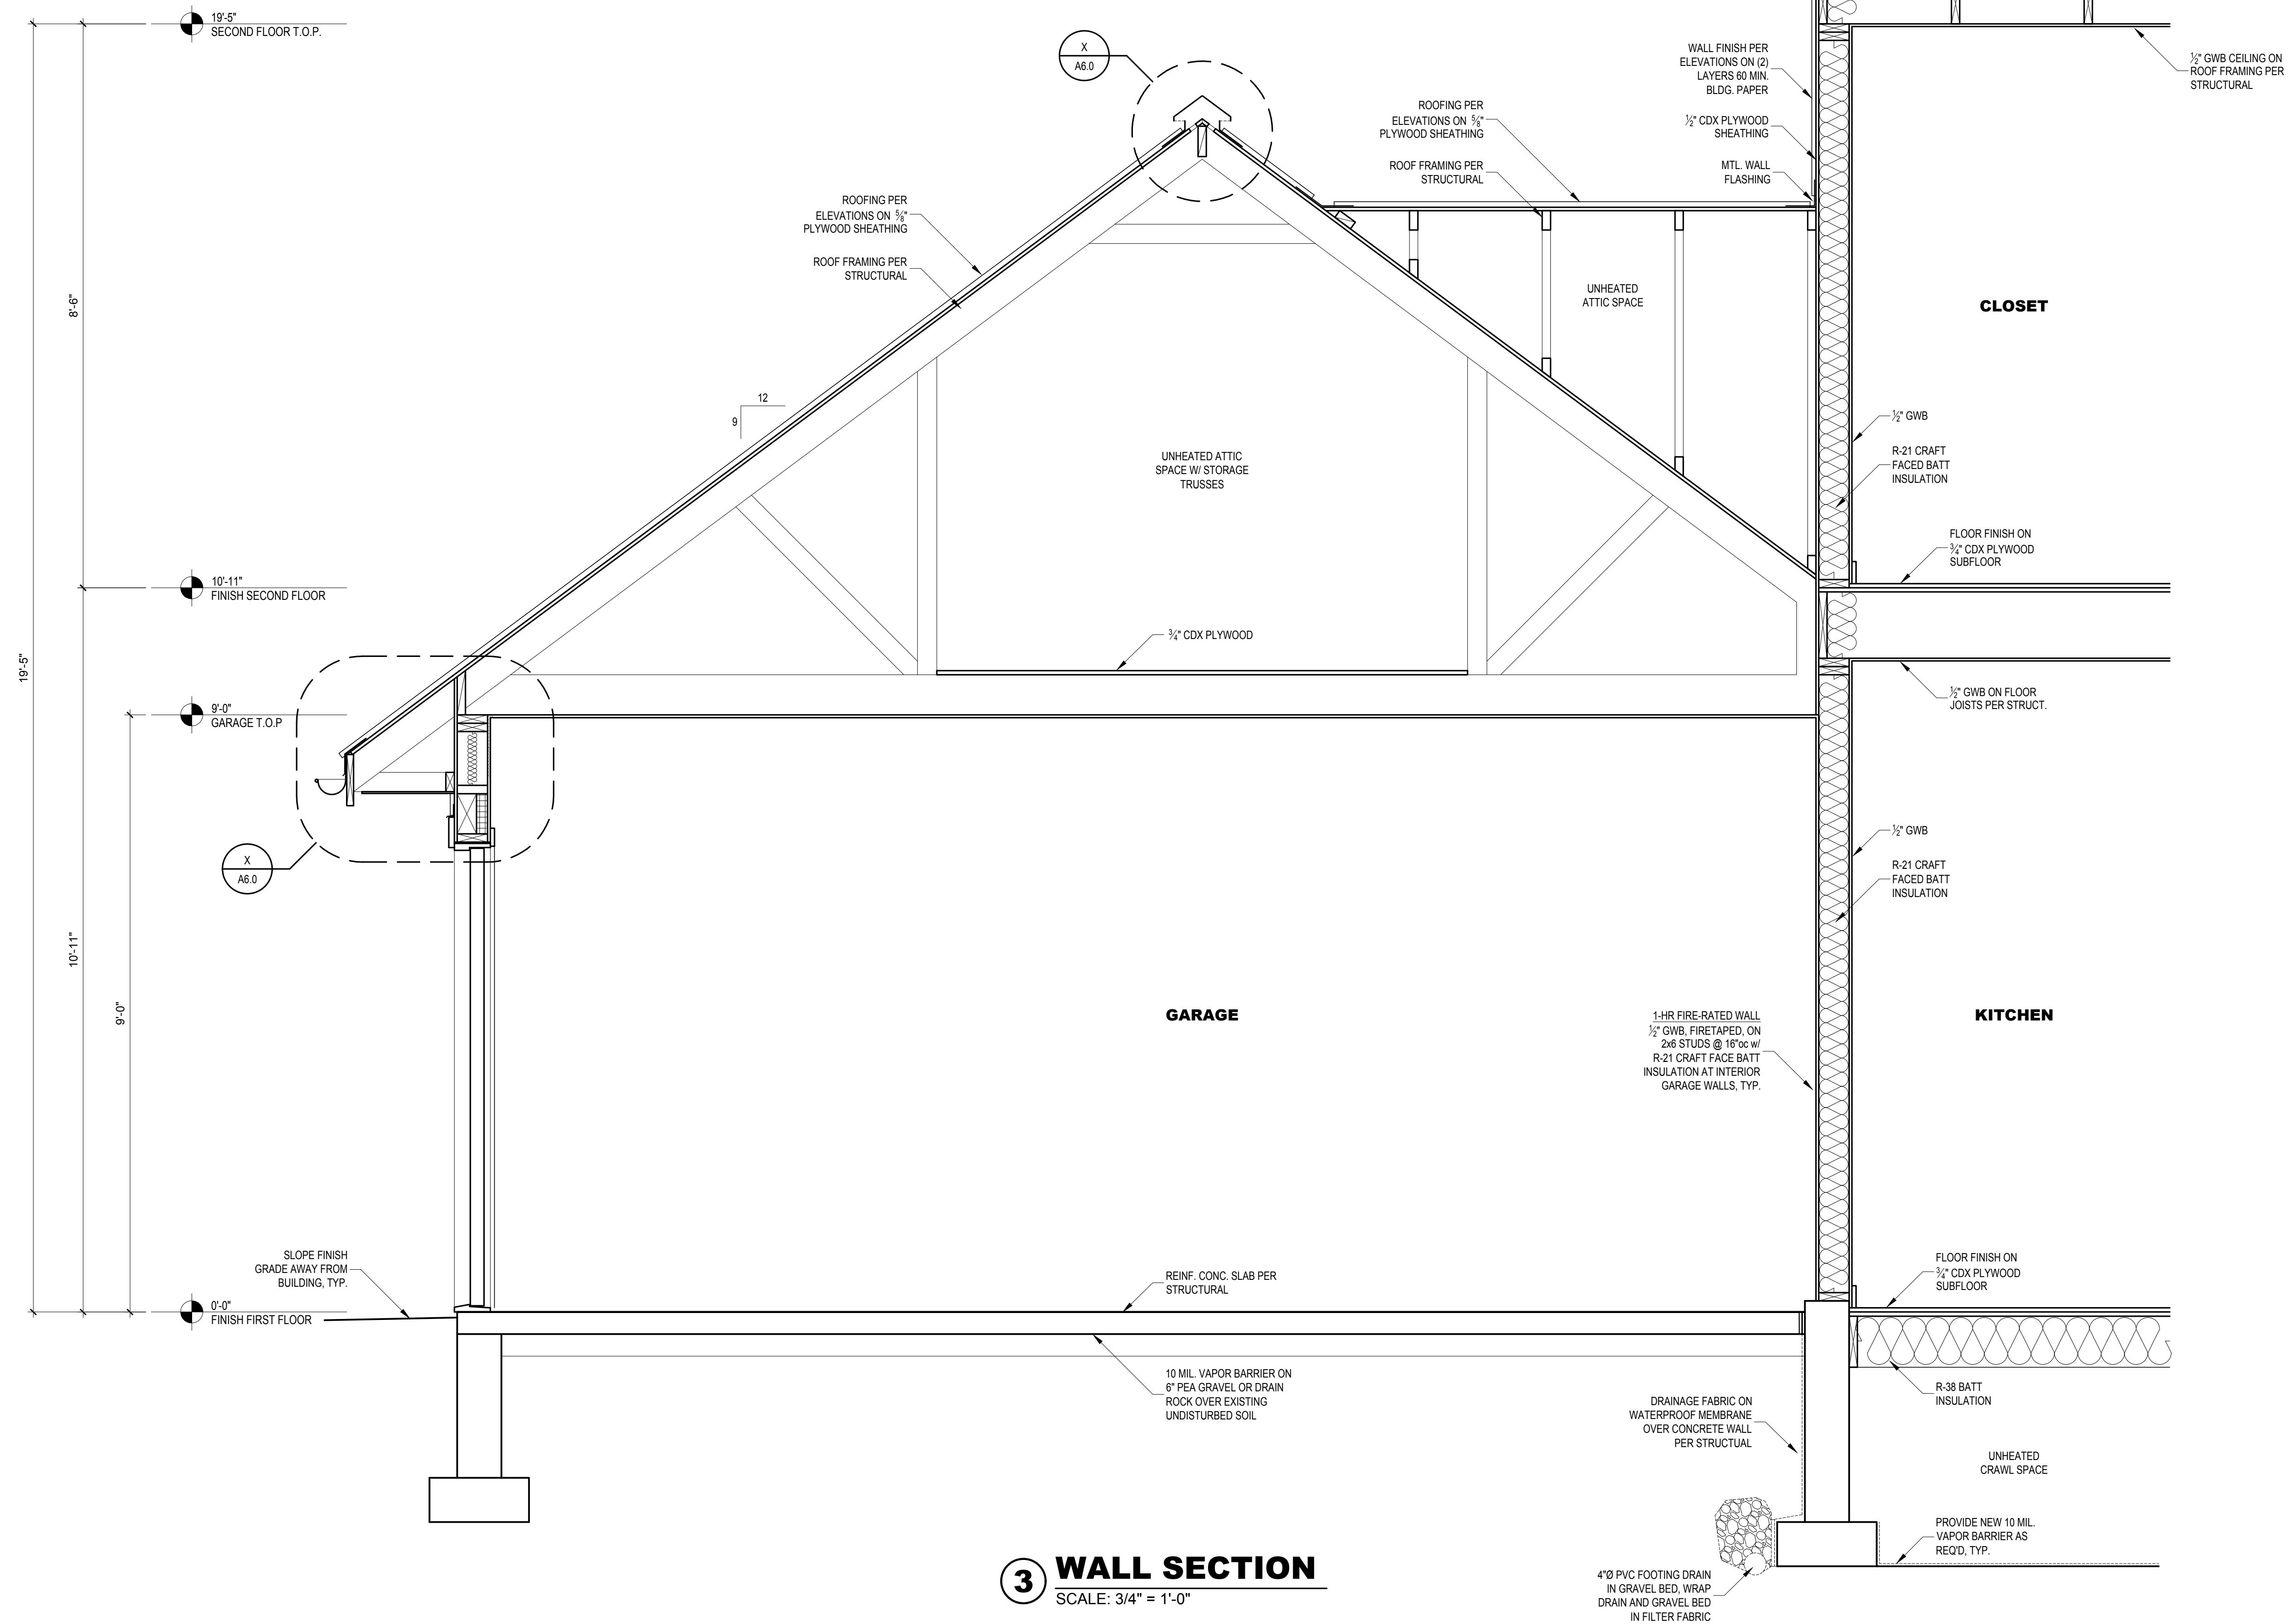 19'-5"
SECOND FLOOR T.O.P.
X
A6.0
WALL FINISH PER
ELEVATIONS ON (2)
LAYERS 60 MIN.
BLDG. PAPER
½" GWB CEILING ON
ROOF FRAMING PER
STRUCTURAL
ROOFING PER
ELEVATIONS ON ⅝"
PLYWOOD SHEATHING
½" CDX PLYWOOD
SHEATHING
ROOF FRAMING PER
STRUCTURAL
MTL. WALL
FLASHING
ROOFING PER
ELEVATIONS ON ⅝"
PLYWOOD SHEATHING
ROOF FRAMING PER
STRUCTURAL
8'-6"
UNHEATED
ATTIC SPACE
CLOSET
12
9
½" GWB
R-21 CRAFT
FACED BATT
INSULATION
UNHEATED ATTIC
SPACE W/ STORAGE
TRUSSES
FLOOR FINISH ON
¾" CDX PLYWOOD
SUBFLOOR
10'-11"
FINISH SECOND FLOOR
¾" CDX PLYWOOD
19'-5"
½" GWB ON FLOOR
JOISTS PER STRUCT.
9'-0"
GARAGE T.O.P
X
A6.0
½" GWB
R-21 CRAFT
FACED BATT
INSULATION
10'-11"
9'-0"
GARAGE
1-HR FIRE-RATED WALL
½" GWB, FIRETAPED, ON
2x6 STUDS @ 16"oc w/
R-21 CRAFT FACE BATT
INSULATION AT INTERIOR
GARAGE WALLS, TYP.
KITCHEN
SLOPE FINISH
GRADE AWAY FROM
BUILDING, TYP.
REINF. CONC. SLAB PER
STRUCTURAL
FLOOR FINISH ON
¾" CDX PLYWOOD
SUBFLOOR
0'-0"
FINISH FIRST FLOOR
10 MIL. VAPOR BARRIER ON
6" PEA GRAVEL OR DRAIN
ROCK OVER EXISTING
UNDISTURBED SOIL
R-38 BATT
INSULATION
DRAINAGE FABRIC ON
WATERPROOF MEMBRANE
OVER CONCRETE WALL
PER STRUCTUAL
UNHEATED
CRAWL SPACE
PROVIDE NEW 10 MIL.
VAPOR BARRIER AS
REQ'D, TYP.
4"Ø PVC FOOTING DRAIN
IN GRAVEL BED, WRAP
DRAIN AND GRAVEL BED
IN FILTER FABRIC
3
WALL SECTION
SCALE: 3/4" = 1'-0"